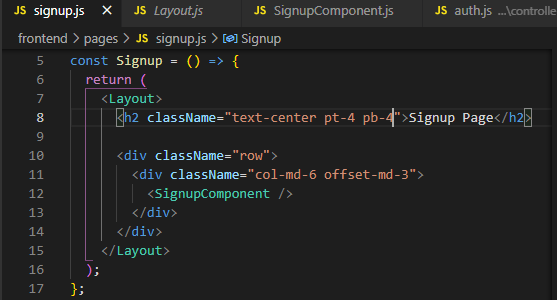 JS signup.js × JS Layout.js JS SignupComponent.js JS auth.js ...\controlle
frontend > pages > JS signup.js > Signup
5 const Signup = () => {
6 return (
7 <Layout>
8 <h2 className="text-center pt-4 pb-4">Signup Page</h2>
9
10 <div className="row">
11 <div className="col-md-6 offset-md-3">
12 <SignupComponent />
13 </div>
14 </div>
15 </Layout>
16 );
17 };